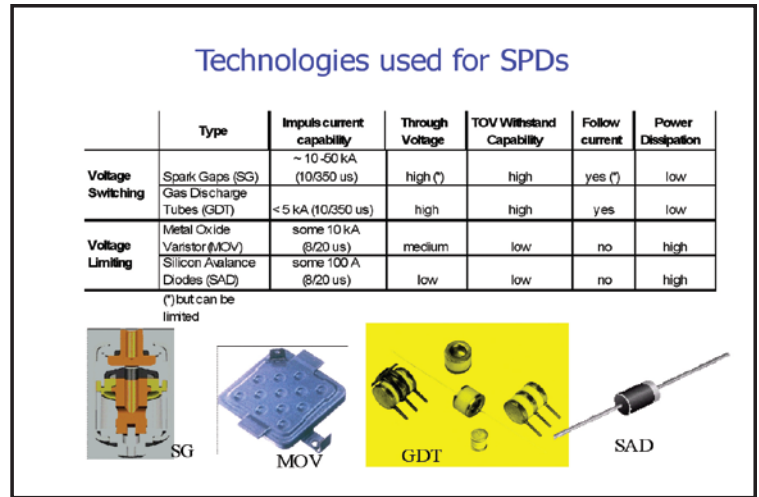 Technologies used for SPDs
Type
Impuls current
capability
Through
Voltage
TOV Withstand
Capability
Follow
current
Power
Dissipation
Voltage
Switching
Spark Gaps (SG)
~ 10-50 kA
(10/350 us)
high (*)
high
yes (*)
low
Gas Discharge
Tubes (GDT)
< 5 kA (10/350 us)
high
high
yes
low
Voltage
Limiting
Metal Oxide
Varistor (MOV)
some 10 kA
(8/20 us)
medium
low
no
high
Silicon Avalance
Diodes (SAD)
some 100 A
(8/20 us)
low
low
no
high
(*) but can be
limited
SG
MOV
GDT
SAD